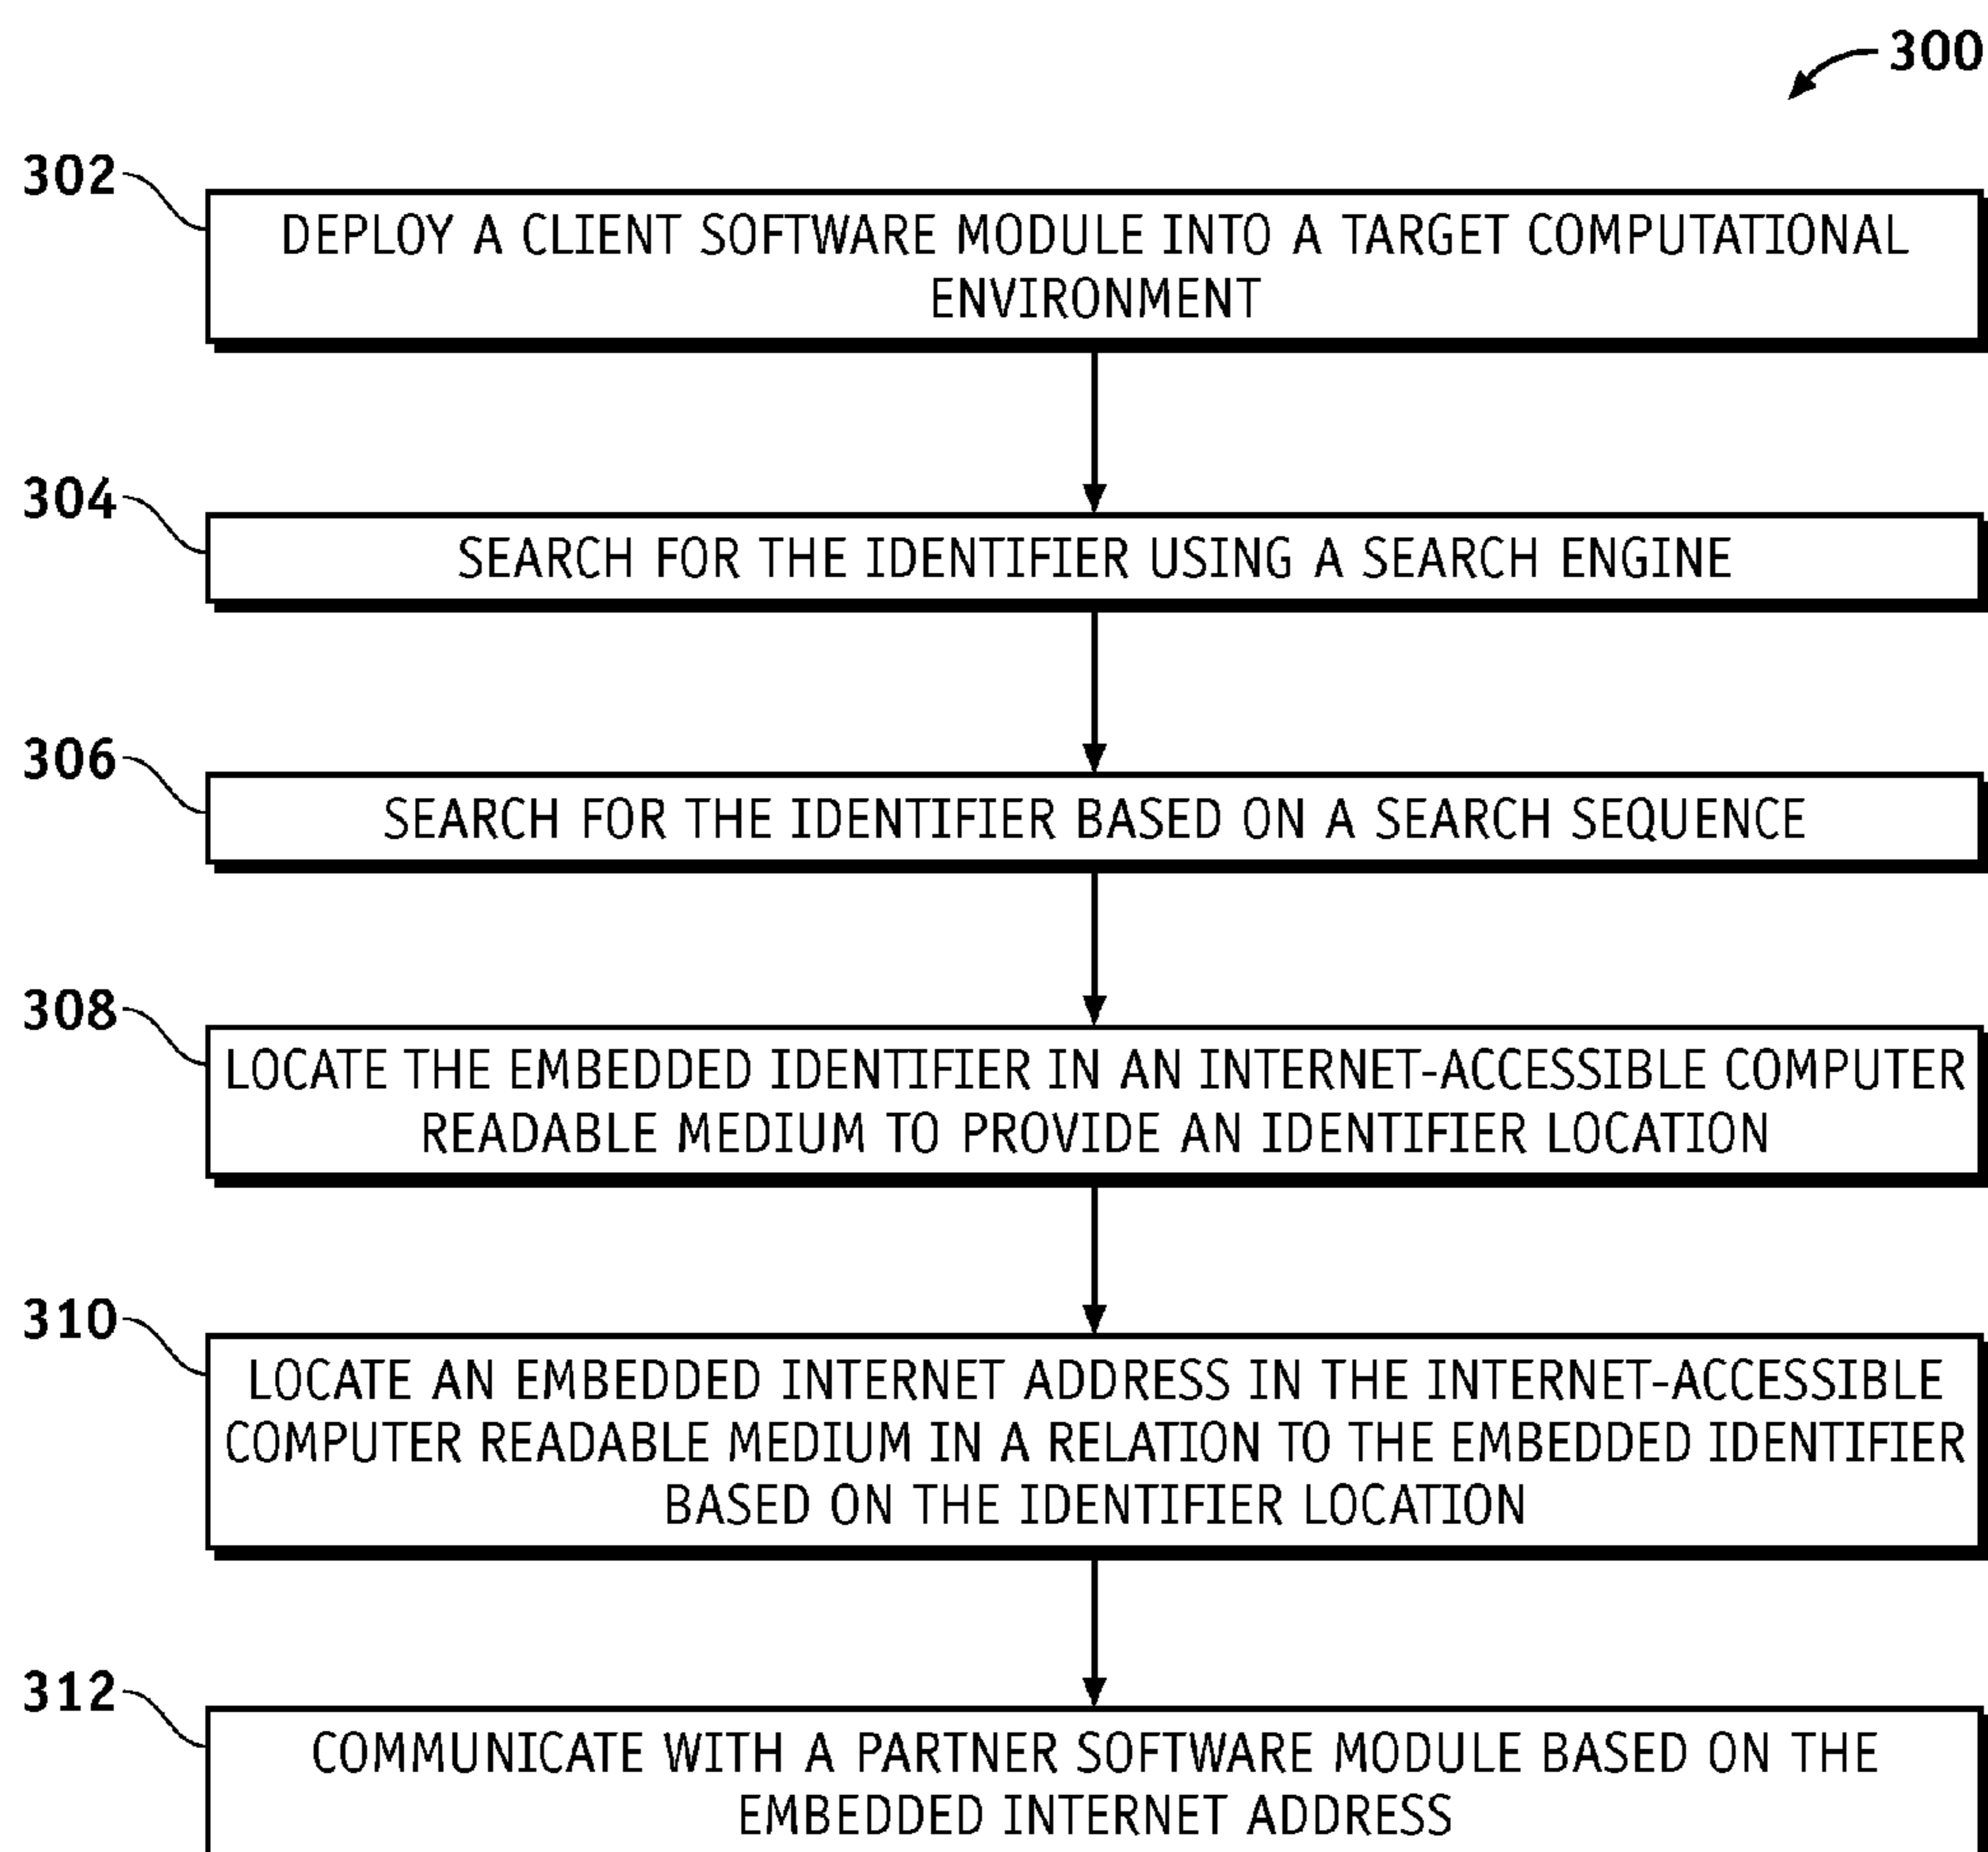 300
302
DEPLOY A CLIENT SOFTWARE MODULE INTO A TARGET COMPUTATIONAL
ENVIRONMENT
304
SEARCH FOR THE IDENTIFIER USING A SEARCH ENGINE
306
SEARCH FOR THE IDENTIFIER BASED ON A SEARCH SEQUENCE
308
LOCATE THE EMBEDDED IDENTIFIER IN AN INTERNET-ACCESSIBLE COMPUTER
READABLE MEDIUM TO PROVIDE AN IDENTIFIER LOCATION
310
LOCATE AN EMBEDDED INTERNET ADDRESS IN THE INTERNET-ACCESSIBLE
COMPUTER READABLE MEDIUM IN A RELATION TO THE EMBEDDED IDENTIFIER
BASED ON THE IDENTIFIER LOCATION
312
COMMUNICATE WITH A PARTNER SOFTWARE MODULE BASED ON THE
EMBEDDED INTERNET ADDRESS